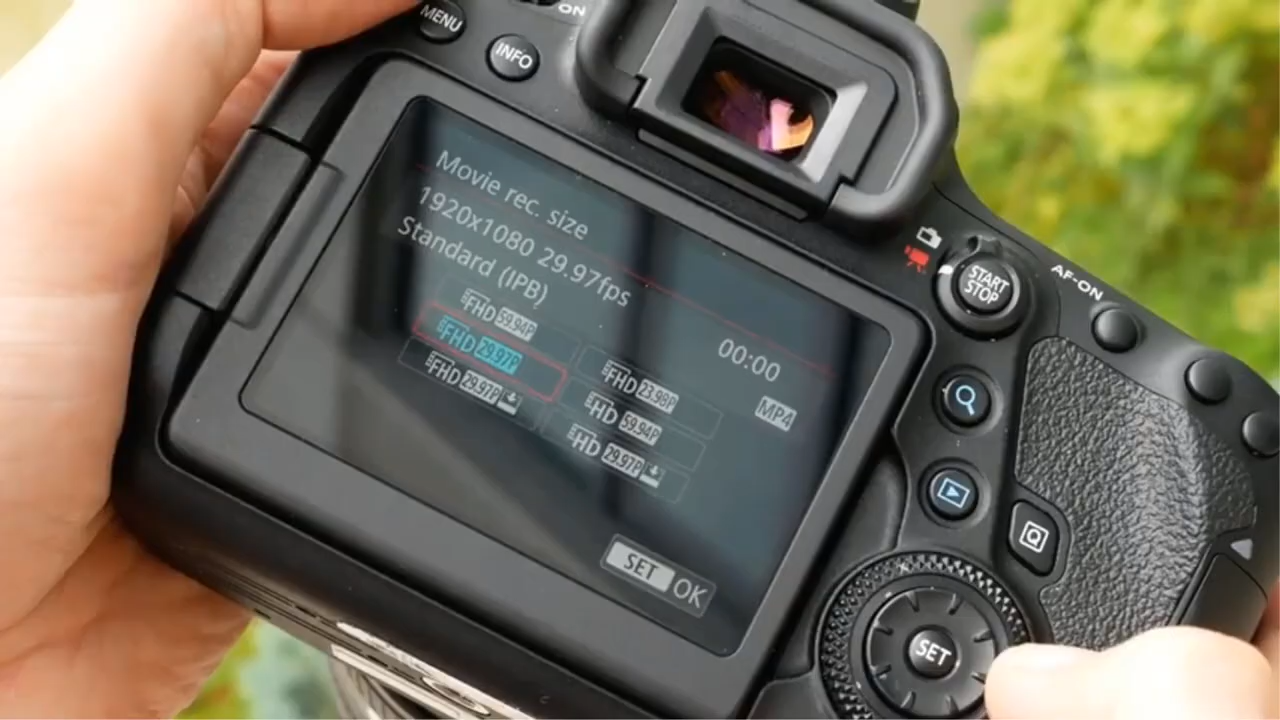 MENU
ON
INFO
Movie rec. size
1920x1080 29.97fps
Standard (IPB)
00:00
FHD 59.94P
FHD 29.97P
FHD 29.97P
FHD 23.98P
HD 59.94P
HD 29.97P
MP4
SET OK
START
STOP
AF-ON
Q
SET